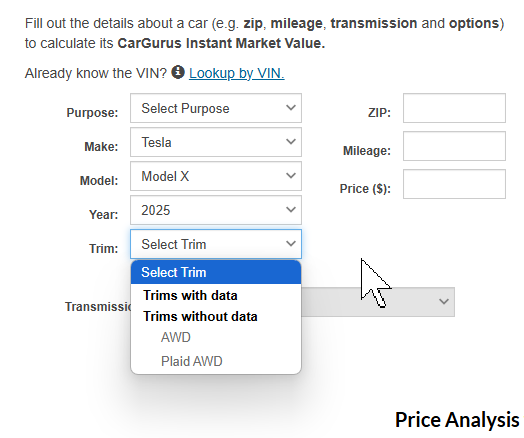 Fill out the details about a car (e.g. zip, mileage, transmission and options)
to calculate its CarGurus Instant Market Value.
Already know the VIN? Lookup by VIN.
Purpose: Select Purpose ZIP:
Make: Tesla Mileage:
Model: Model X Price ($):
Year: 2025
Trim: Select Trim
Select Trim
Trims with data
Trims without data
AWD
Plaid AWD
Transmissi
Price Analysis